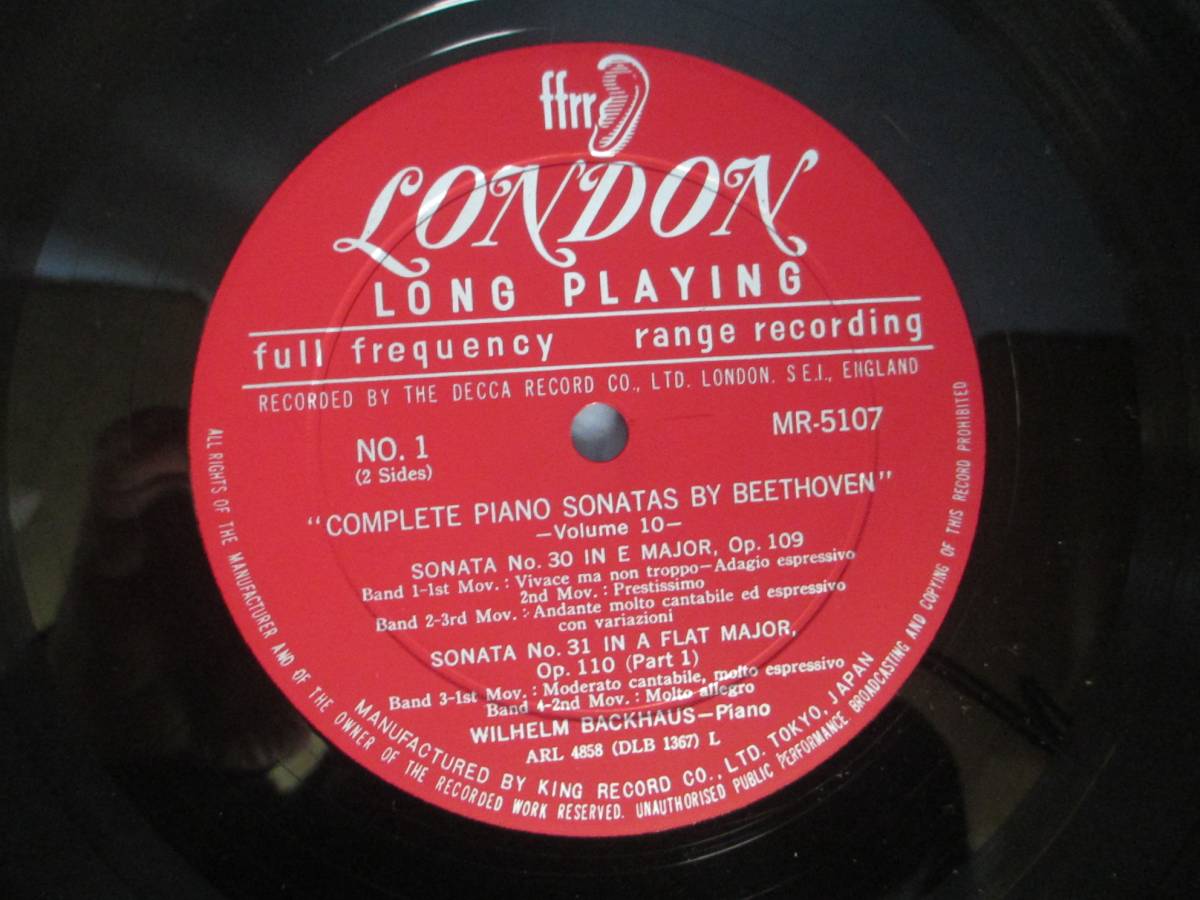 ffrr
LONDON
LONG PLAYING
full frequency range recording
RECORDED BY THE DECCA RECORD CO., LTD. LONDON. S E.I., ENGLAND
NO. 1
(2 Sides)
MR-5107
"COMPLETE PIANO SONATAS BY BEETHOVEN"
—Volume 10—
SONATA No. 30 IN E MAJOR, Op. 109
Band 1-1st Mov. : Vivace ma non troppo—Adagio espressivo
2nd Mov. : Prestissimo
Band 2-3rd Mov. : Andante molto cantabile ed espressivo
con variazioni
SONATA No. 31 IN A FLAT MAJOR,
Op. 110 (Part 1)
Band 3-1st Mov. : Moderato cantabile, molto espressivo
Band 4-2nd Mov. : Molto allegro
WILHELM BACKHAUS—Piano
ARL 4858 (DLB 1367) L
MANUFACTURED BY KING RECORD CO., LTD. TOKYO, JAPAN
ALL RIGHTS OF THE MANUFACTURER AND OF THE OWNER OF THE RECORDED WORK RESERVED. UNAUTHORISED PUBLIC PERFORMANCE. BROADCASTING AND COPYING OF THIS RECORD PROHIBITED